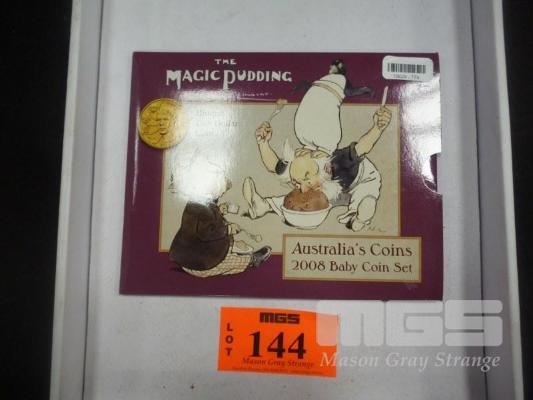 THE
MAGIC PUDDING
Australia's Coins
2008 Baby Coin Set
MGS
LOT
144
Mason Gray Strange
MGS
Mason Gray Strange